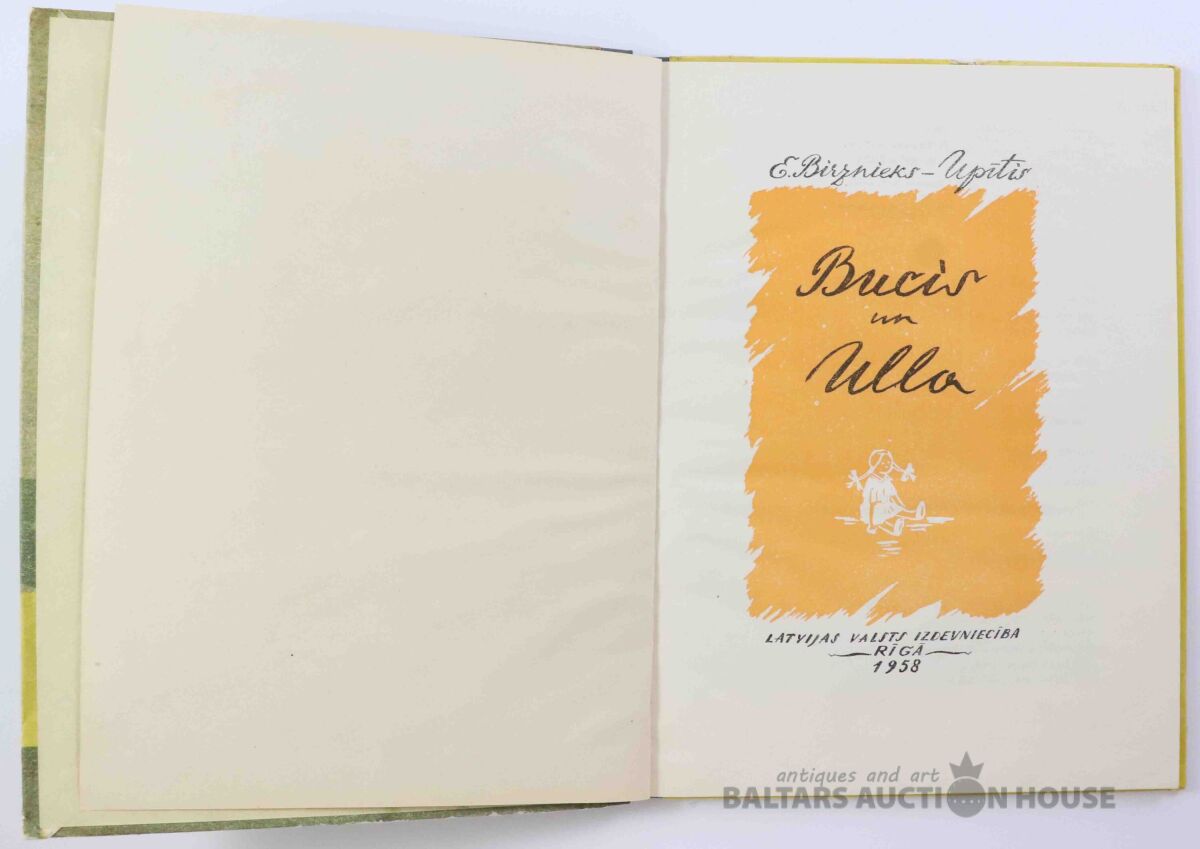 E. Birznieks – Upītis
Bucis
un
Ulla
LATVIJAS VALSTS IZDEVNIECĪBA
RĪGĀ
1958
antiques and art
BALTARS AUCTION HOUSE